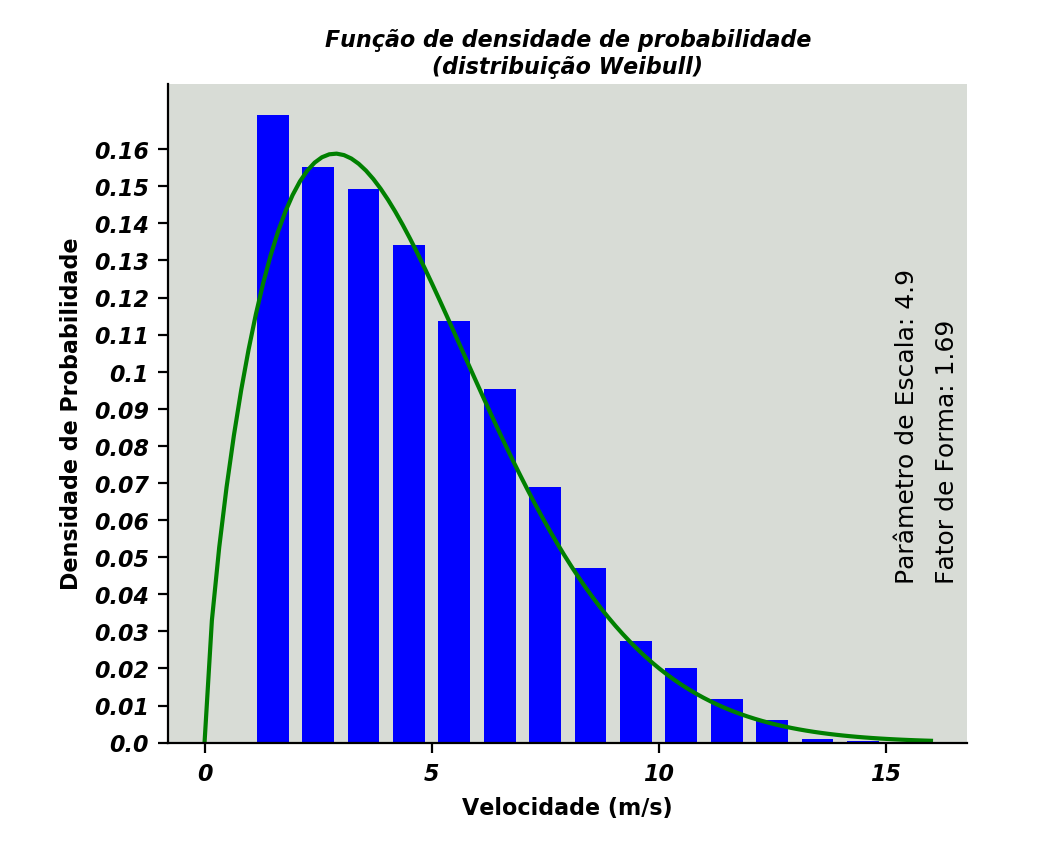 Função de densidade de probabilidade
(distribuição Weibull)
Densidade de Probabilidade
0.16
0.15
0.14
0.13
0.12
0.11
0.1
0.09
0.08
0.07
0.06
0.05
0.04
0.03
0.02
0.01
0.0
Parâmetro de Escala: 4.9
Fator de Forma: 1.69
0 5 10 15
Velocidade (m/s)